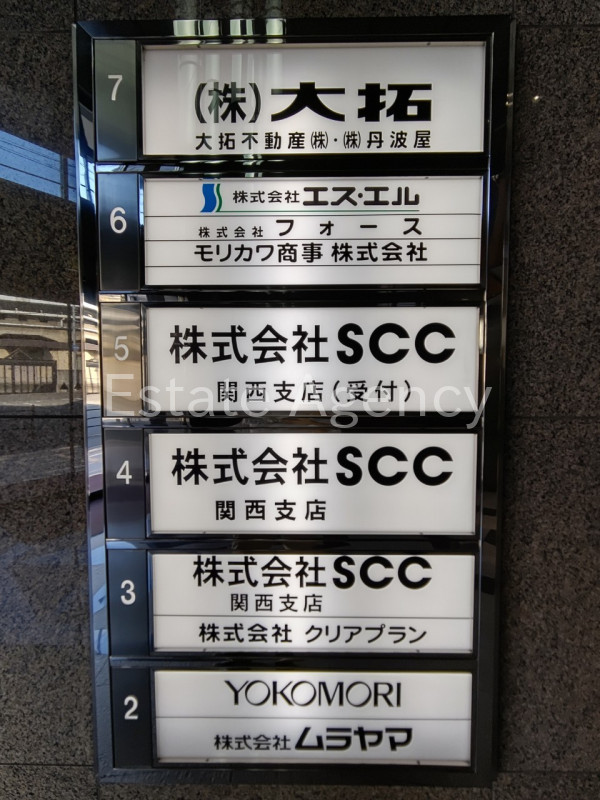 7
(株)大拓
大拓不動産㈱・㈱丹波屋
6
株式会社エス・エル
株式会社フォース
モリカワ商事 株式会社
5
株式会社SCC
関西支店(受付)
Estate Agency
4
株式会社SCC
関西支店
3
株式会社SCC
関西支店
株式会社 クリアプラン
2
YOKOMORI
株式会社ムラヤマ